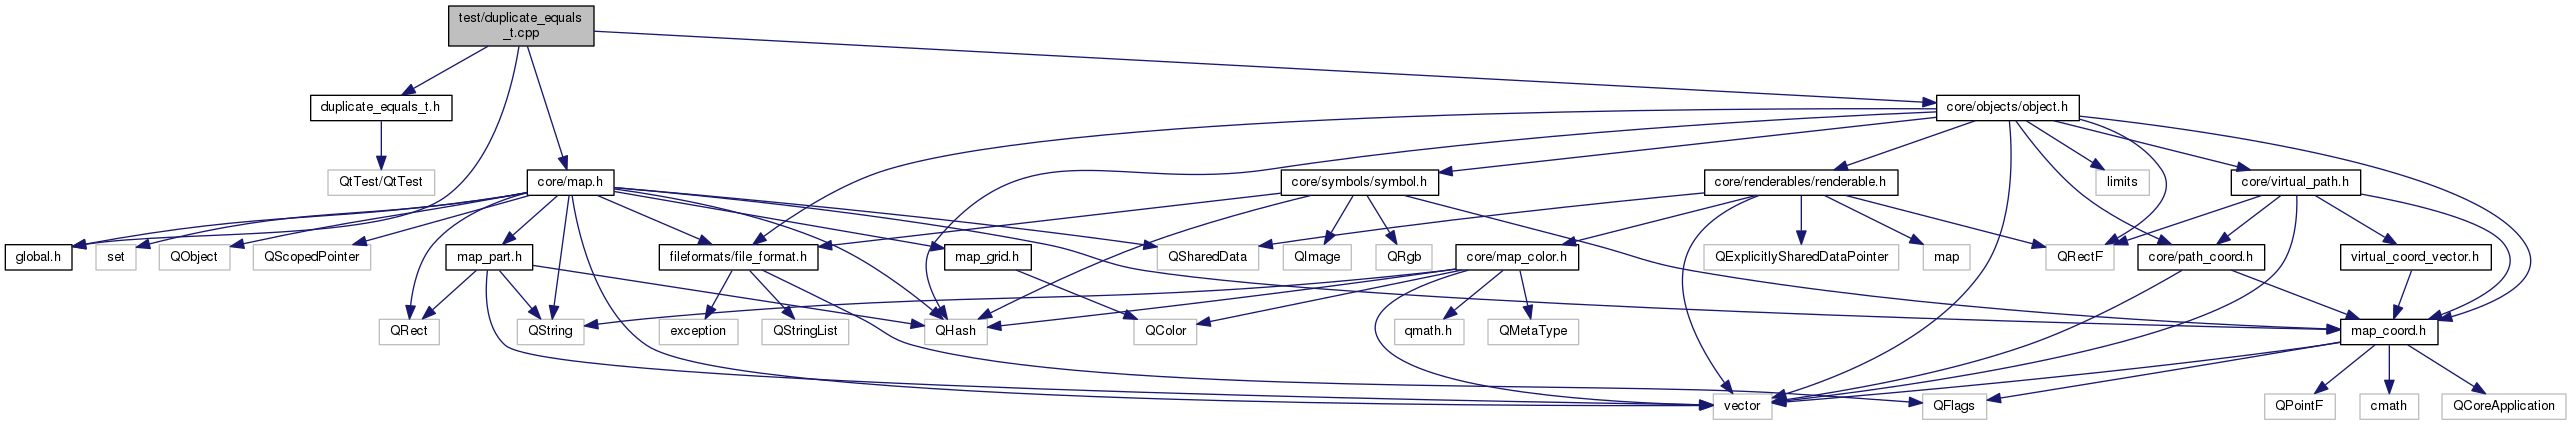 test/duplicate_equals
_t.cpp
duplicate_equals_t.h
core/objects/object.h
QtTest/QtTest
core/map.h
core/symbols/symbol.h
core/renderables/renderable.h
limits
core/virtual_path.h
global.h
set
QObject
QScopedPointer
map_part.h
fileformats/file_format.h
map_grid.h
QSharedData
QImage
QRgb
core/map_color.h
QExplicitlySharedDataPointer
map
QRectF
core/path_coord.h
virtual_coord_vector.h
QRect
QString
exception
QStringList
QHash
QColor
qmath.h
QMetaType
map_coord.h
vector
QFlags
QPointF
cmath
QCoreApplication